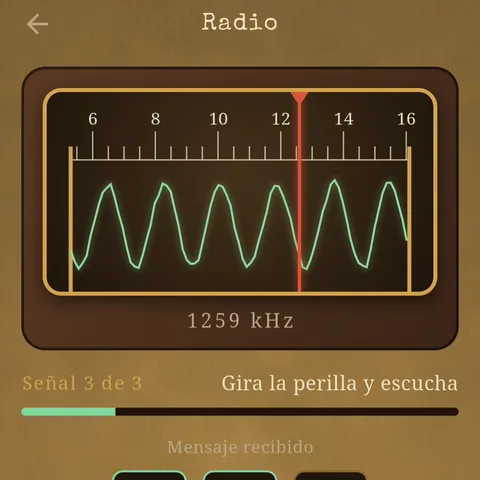 Radio
6 8 10 12 14 16
1259 kHz
Señal 3 de 3 Gira la perilla y escucha
Mensaje recibido